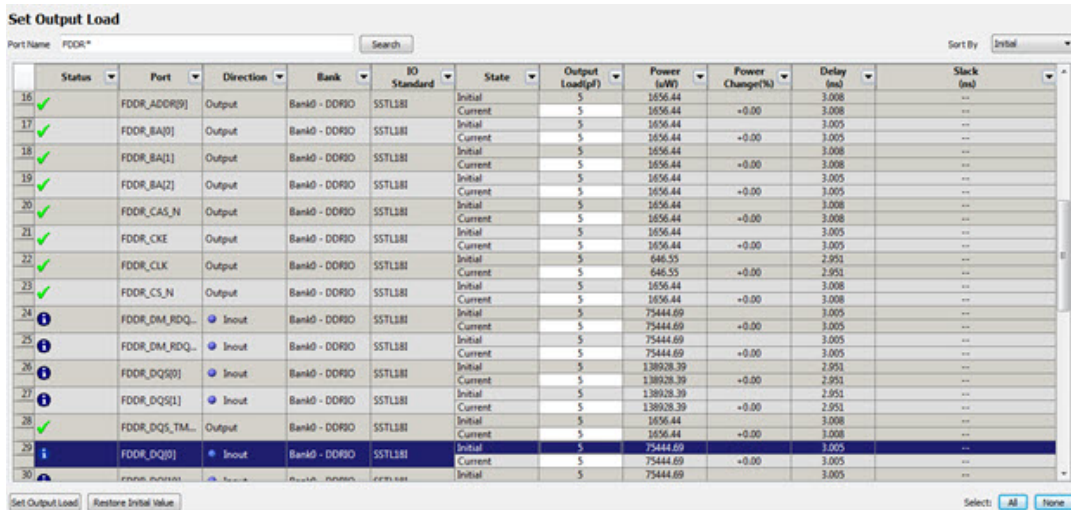 Set Output Load
Port Name FDDR* Search Sort By Initial
Status Port Direction Bank IO Standard State Output Load(pf) Power (uW) Power Change(%) Delay (ns) Slack (ns)
16 FDDR_ADDR[9] Output Bank0 - DDRIO SSTL18I Initial 5 1656.44 3.008 --
Current 5 1656.44 +0.00 3.008 --
17 FDDR_BA[0] Output Bank0 - DDRIO SSTL18I Initial 5 1656.44 3.005 --
Current 5 1656.44 +0.00 3.005 --
18 FDDR_BA[1] Output Bank0 - DDRIO SSTL18I Initial 5 1656.44 3.008 --
Current 5 1656.44 +0.00 3.008 --
19 FDDR_BA[2] Output Bank0 - DDRIO SSTL18I Initial 5 1656.44 3.005 --
Current 5 1656.44 +0.00 3.005 --
20 FDDR_CAS_N Output Bank0 - DDRIO SSTL18I Initial 5 1656.44 3.008 --
Current 5 1656.44 +0.00 3.008 --
21 FDDR_CKE Output Bank0 - DDRIO SSTL18I Initial 5 1656.44 3.005 --
Current 5 1656.44 +0.00 3.005 --
22 FDDR_CLK Output Bank0 - DDRIO SSTL18I Initial 5 646.55 2.951 --
Current 5 646.55 +0.00 2.951 --
23 FDDR_CS_N Output Bank0 - DDRIO SSTL18I Initial 5 1656.44 3.008 --
Current 5 1656.44 +0.00 3.008 --
24 FDDR_DM_RDQ... Inout Bank0 - DDRIO SSTL18I Initial 5 75444.69 3.005 --
Current 5 75444.69 +0.00 3.005 --
25 FDDR_DM_RDQ... Inout Bank0 - DDRIO SSTL18I Initial 5 75444.69 3.005 --
Current 5 75444.69 +0.00 3.005 --
26 FDDR_DQS[0] Inout Bank0 - DDRIO SSTL18I Initial 5 138928.39 2.951 --
Current 5 138928.39 +0.00 2.951 --
27 FDDR_DQS[1] Inout Bank0 - DDRIO SSTL18I Initial 5 138928.39 2.951 --
Current 5 138928.39 +0.00 2.951 --
28 FDDR_DQS_TM... Output Bank0 - DDRIO SSTL18I Initial 5 1656.44 3.008 --
Current 5 1656.44 +0.00 3.008 --
29 FDDR_DQ[0] Inout Bank0 - DDRIO SSTL18I Initial 5 75444.69 3.005 --
Current 5 75444.69 +0.00 3.005 --
30 Initial 5 75444.69 3.005 --
Set Output Load Restore Initial Value Select: All None